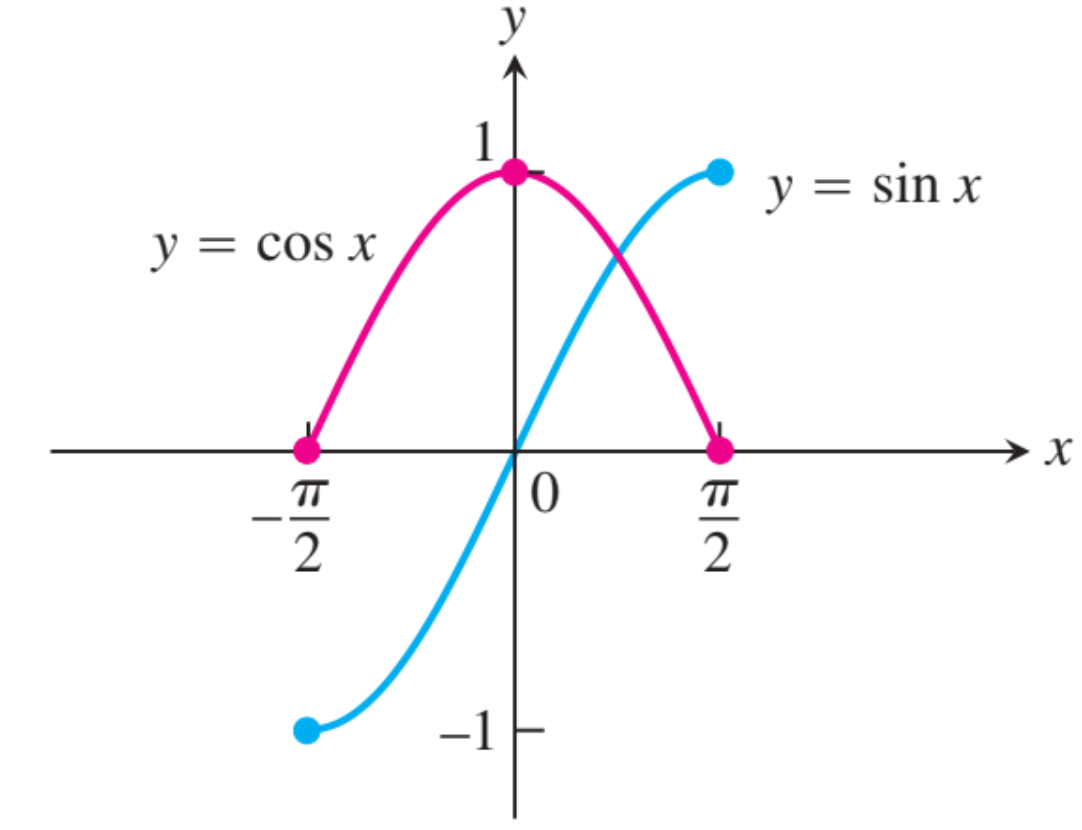 y
1
y = sin x
y = cos x
x
−π/2
0
π/2
−1